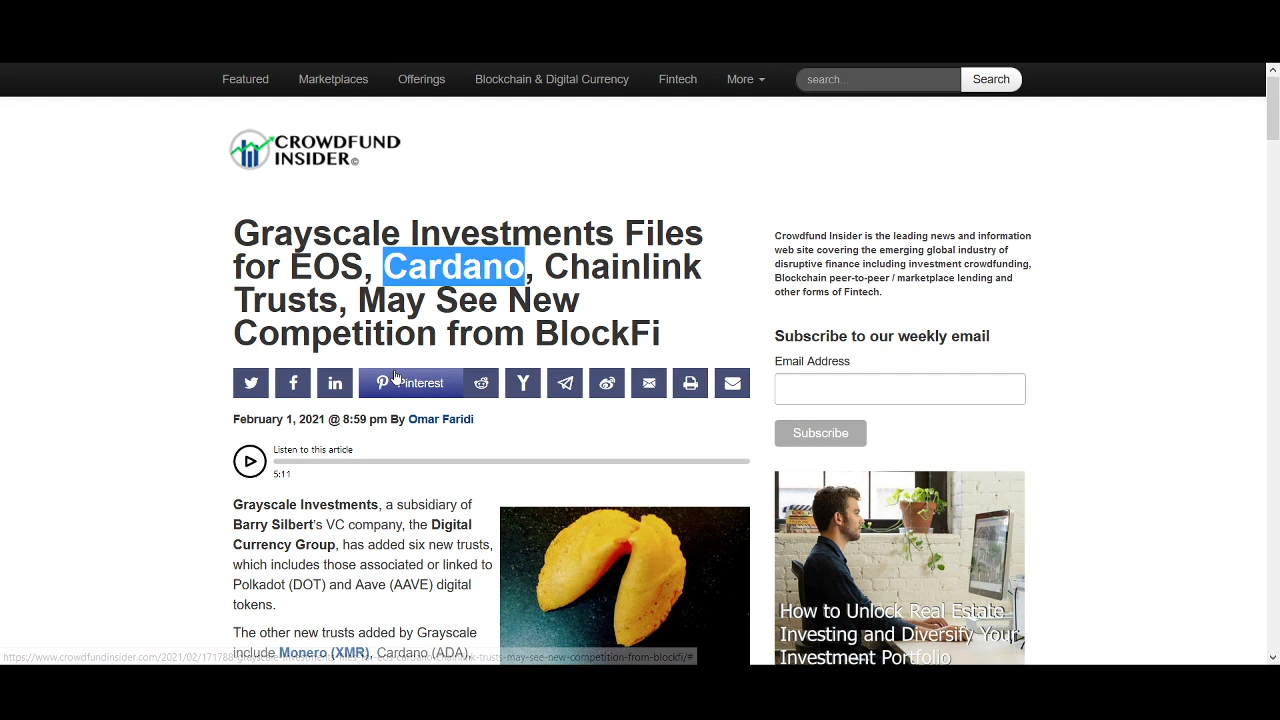 Featured
Marketplaces
Offerings
Blockchain & Digital Currency
Fintech
More
search...
Search
CROWDFUND
INSIDER©
Grayscale Investments Files
for EOS, Cardano, Chainlink
Trusts, May See New
Competition from BlockFi
Pinterest
February 1, 2021 @ 8:59 pm By Omar Faridi
Listen to this article
5:11
Grayscale Investments, a subsidiary of
Barry Silbert's VC company, the Digital
Currency Group, has added six new trusts,
which includes those associated or linked to
Polkadot (DOT) and Aave (AAVE) digital
tokens.
The other new trusts added by Grayscale
include Monero (XMR), Cardano (ADA),
Crowdfund Insider is the leading news and information
web site covering the emerging global industry of
disruptive finance including investment crowdfunding,
Blockchain peer-to-peer / marketplace lending and
other forms of Fintech.
Subscribe to our weekly email
Email Address
Subscribe
How to Unlock Real Estate
Investing and Diversify Your
Investment Portfolio